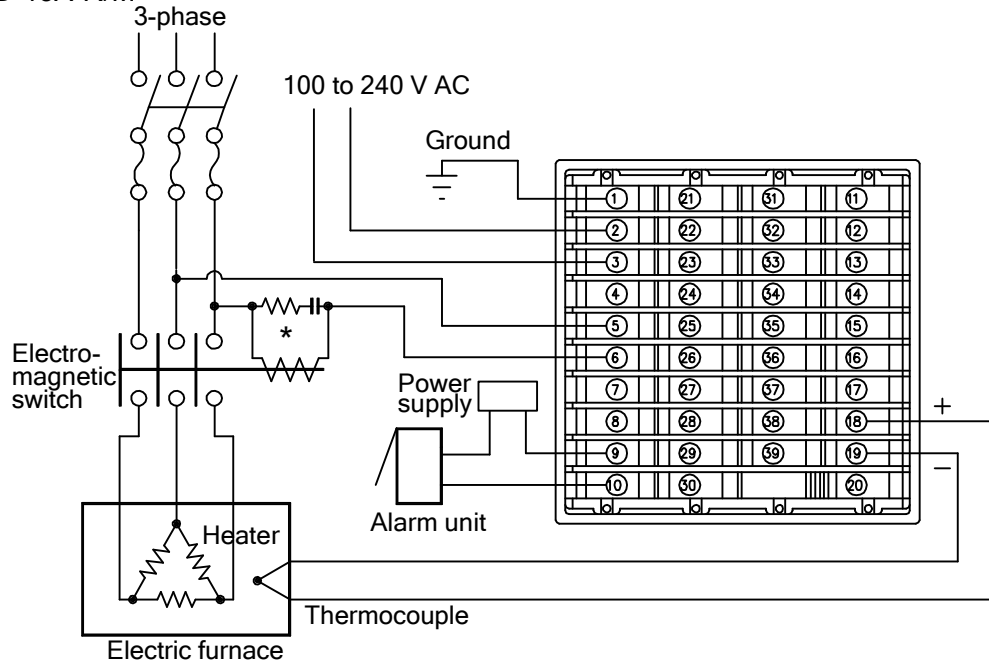 3-phase
100 to 240 V AC
Ground
1 21 31 11
2 22 32 12
3 23 33 13
4 24 34 14
5 25 35 15
*
6 26 36 16
Electro-
magnetic
switch
Power
supply
7 27 37 17
+
8 28 38 18
9 29 39 19
−
10 30 20
Alarm unit
Heater
Thermocouple
Electric furnace